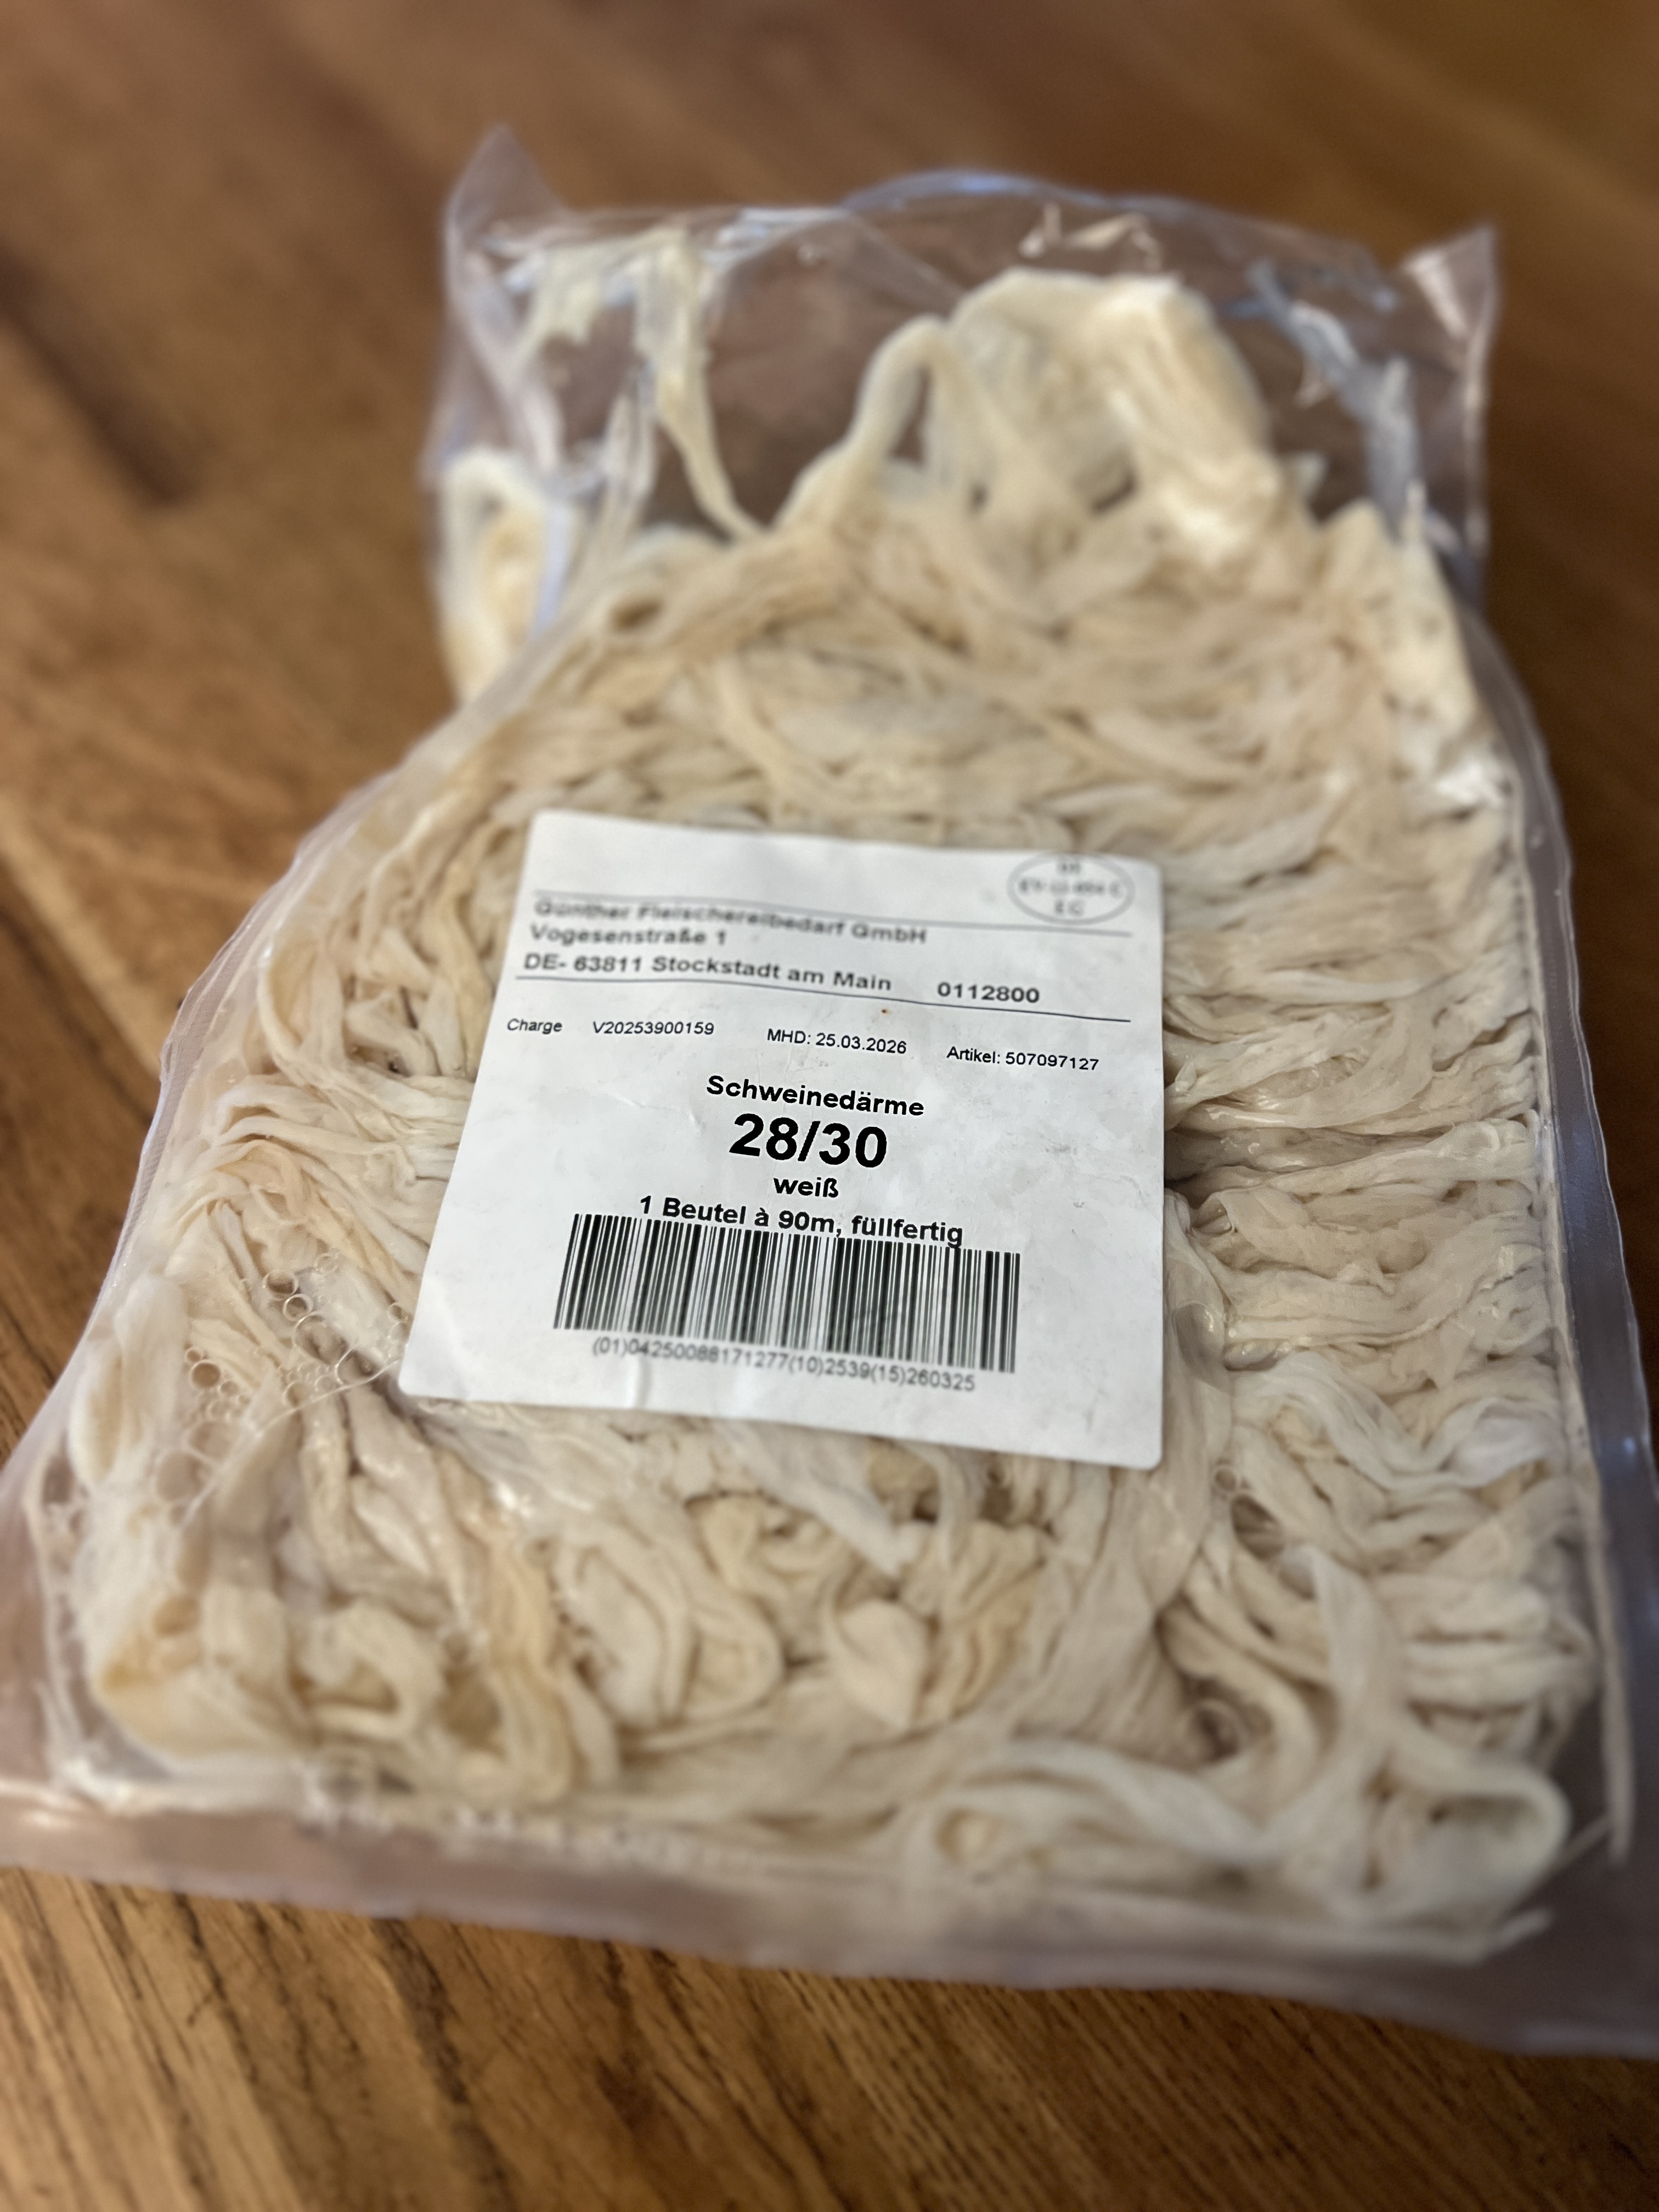 Günther Fleischereibedarf GmbH
Vogesenstraße 1
DE- 63811 Stockstadt am Main 0112800
Charge V20253900159 MHD: 25.03.2026 Artikel: 507097127
Schweinedärme
28/30
weiß
1 Beutel à 90m, füllfertig
(01)04250088171277(10)2539(15)260325